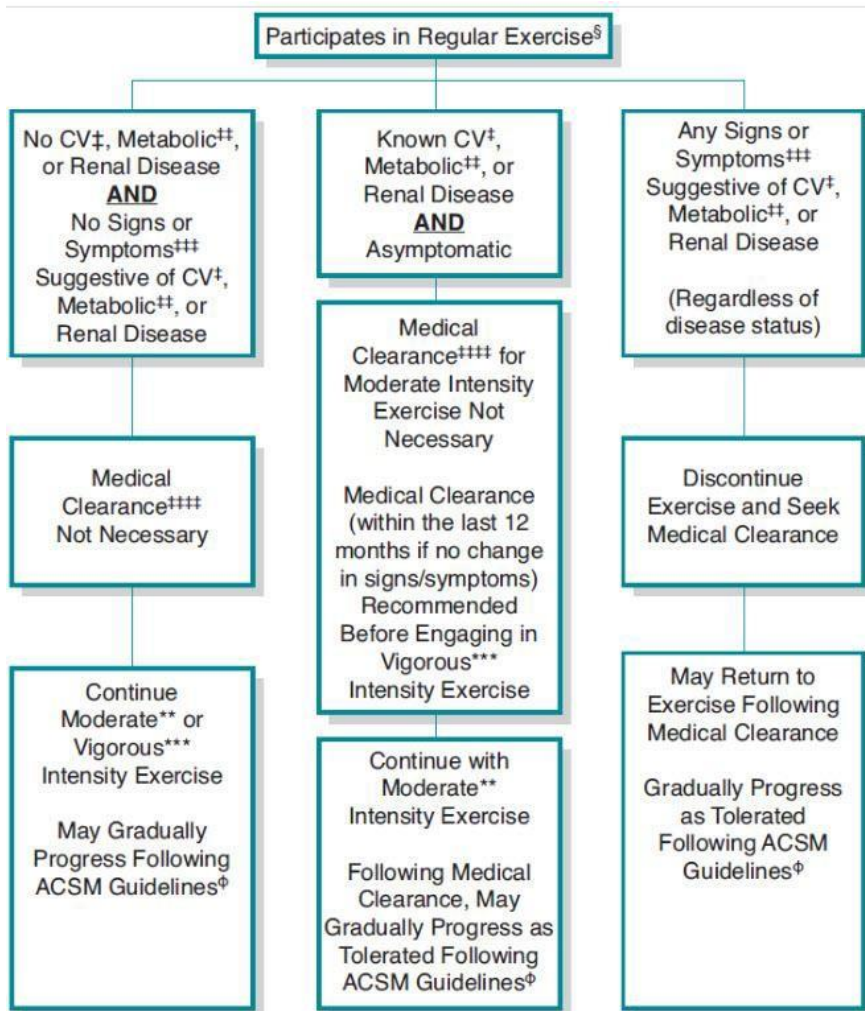 Participates in Regular Exercise§
No CV‡, Metabolic‡‡,
or Renal Disease
AND
No Signs or
Symptoms‡‡‡
Suggestive of CV‡,
Metabolic‡‡, or
Renal Disease
Medical
Clearance‡‡‡‡
Not Necessary
Continue
Moderate** or
Vigorous***
Intensity Exercise
May Gradually
Progress Following
ACSM Guidelinesᶲ
Known CV‡,
Metabolic‡‡, or
Renal Disease
AND
Asymptomatic
Medical
Clearance‡‡‡‡ for
Moderate Intensity
Exercise Not
Necessary
Medical Clearance
(within the last 12
months if no change
in signs/symptoms)
Recommended
Before Engaging in
Vigorous***
Intensity Exercise
Continue with
Moderate**
Intensity Exercise
Following Medical
Clearance, May
Gradually Progress as
Tolerated Following
ACSM Guidelinesᶲ
Any Signs or
Symptoms‡‡‡
Suggestive of CV‡,
Metabolic‡‡, or
Renal Disease
(Regardless of
disease status)
Discontinue
Exercise and Seek
Medical Clearance
May Return to
Exercise Following
Medical Clearance
Gradually Progress
as Tolerated
Following ACSM
Guidelinesᶲ